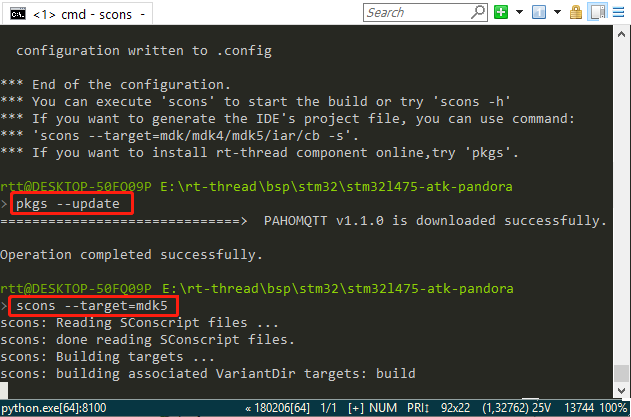 <1> cmd - scons -
Search
configuration written to .config
*** End of the configuration.
*** You can execute 'scons' to start the build or try 'scons -h'
*** If you want to generate the IDE's project file, you can use command:
*** 'scons --target=mdk/mdk4/mdk5/iar/cb -s'.
*** If you want to install rt-thread component online,try 'pkgs'.
rtt@DESKTOP-50FQ09P E:\rt-thread\bsp\stm32\stm32l475-atk-pandora
> pkgs --update
==============================> PAHOMQTT v1.1.0 is downloaded successfully.
Operation completed successfully.
rtt@DESKTOP-50FQ09P E:\rt-thread\bsp\stm32\stm32l475-atk-pandora
> scons --target=mdk5
scons: Reading SConscript files ...
scons: done reading SConscript files.
scons: Building targets ...
scons: building associated VariantDir targets: build
python.exe[64]:8100 « 180206[64] 1/1 [+] NUM PRI↕ 92x22 (1,32762) 25V 13744 100%